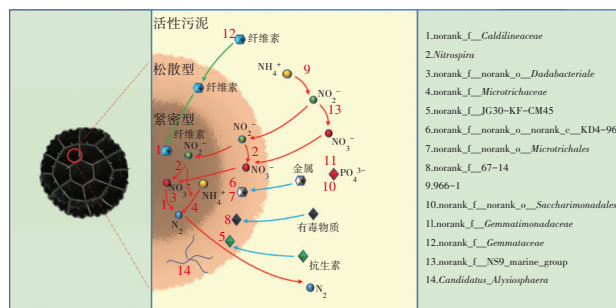 活性污泥
12
纤维素
松散型
NH₄⁺
9
纤维素
NO₂⁻
13
紧密型
纤维素
1
NO₂⁻
NO₂⁻
NO₃⁻
2
2
NO₃⁻
金属
11
PO₄³⁻
10
6
7
NO₃⁻
NH₄⁺
3
1
4
N₂
8
有毒物质
5
抗生素
14
N₂
1.norank_f__Caldilineaceae
2.Nitrospira
3.norank_f__norank_o__Dadabacteriale
4.norank_f__Microtrichaceae
5.norank_f__JG30-KF-CM45
6.norank_f__norank_o__norank_c__KD4-96
7.norank_f__norank_o__Microtrichales
8.norank_f__67-14
9.966-1
10.norank_f__norank_o__Saccharimonadales
11.norank_f__Gemmatimonadaceae
12.norank_f__Gemmataceae
13.norank_f__NS9_marine_group
14.Candidatus_Alysiosphaera